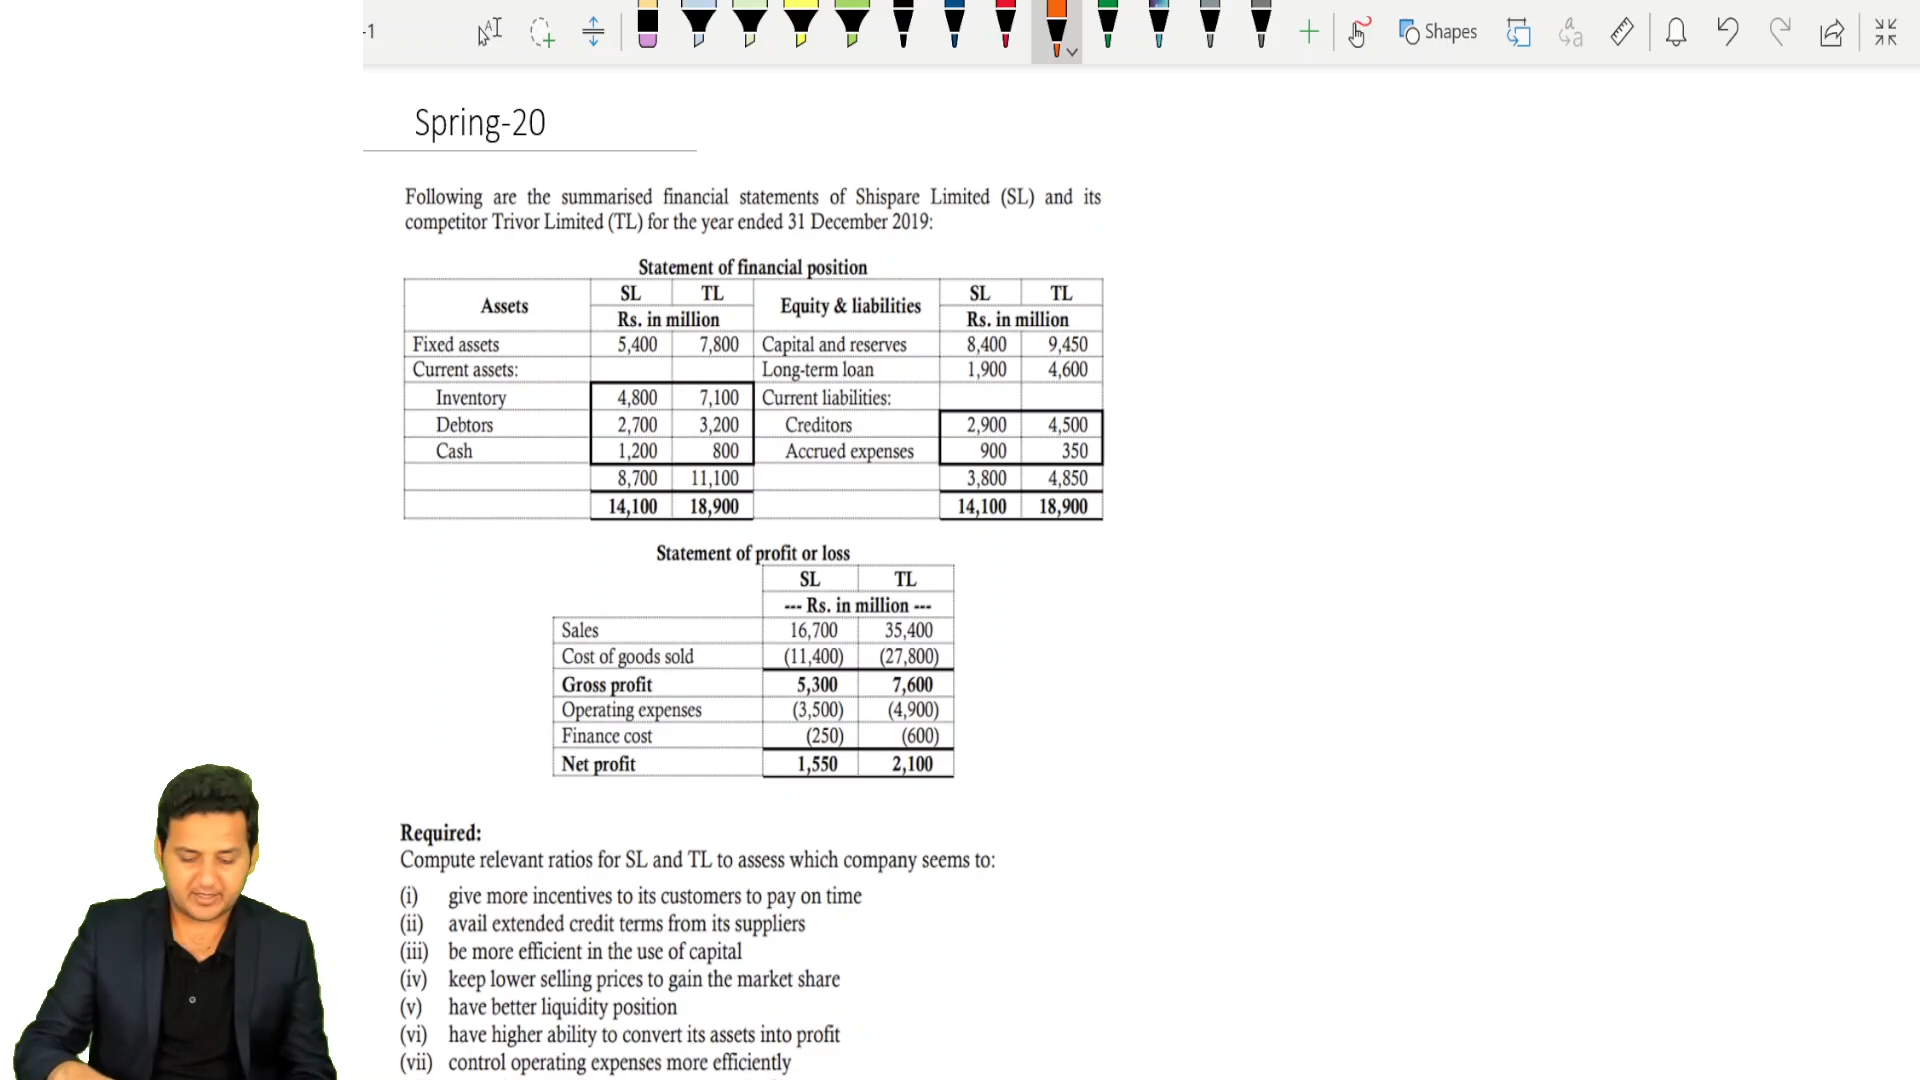 -1
Shapes
Spring-20
Following are the summarised financial statements of Shispare Limited (SL) and its
competitor Trivor Limited (TL) for the year ended 31 December 2019:
Statement of financial position
Assets SL TL Equity & liabilities SL TL
Rs. in million Rs. in million
Fixed assets 5,400 7,800 Capital and reserves 8,400 9,450
Current assets: Long-term loan 1,900 4,600
Inventory 4,800 7,100 Current liabilities:
Debtors 2,700 3,200 Creditors 2,900 4,500
Cash 1,200 800 Accrued expenses 900 350
8,700 11,100 3,800 4,850
14,100 18,900 14,100 18,900
Statement of profit or loss
SL TL
--- Rs. in million ---
Sales 16,700 35,400
Cost of goods sold (11,400) (27,800)
Gross profit 5,300 7,600
Operating expenses (3,500) (4,900)
Finance cost (250) (600)
Net profit 1,550 2,100
Required:
Compute relevant ratios for SL and TL to assess which company seems to:
(i) give more incentives to its customers to pay on time
(ii) avail extended credit terms from its suppliers
(iii) be more efficient in the use of capital
(iv) keep lower selling prices to gain the market share
(v) have better liquidity position
(vi) have higher ability to convert its assets into profit
(vii) control operating expenses more efficiently